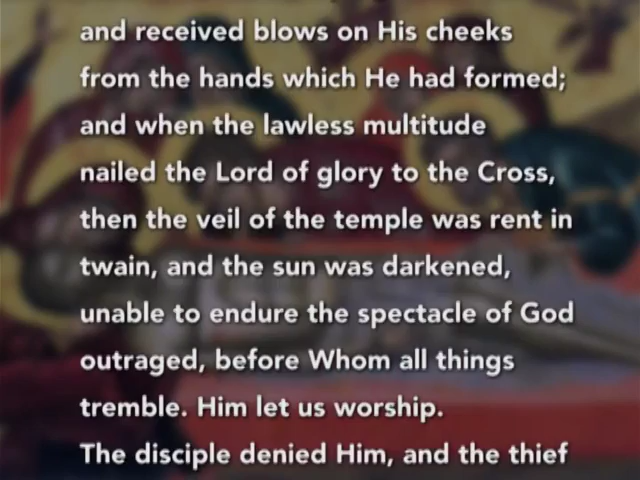 and received blows on His cheeks
from the hands which He had formed;
and when the lawless multitude
nailed the Lord of glory to the Cross,
then the veil of the temple was rent in
twain, and the sun was darkened,
unable to endure the spectacle of God
outraged, before Whom all things
tremble. Him let us worship.
The disciple denied Him, and the thief